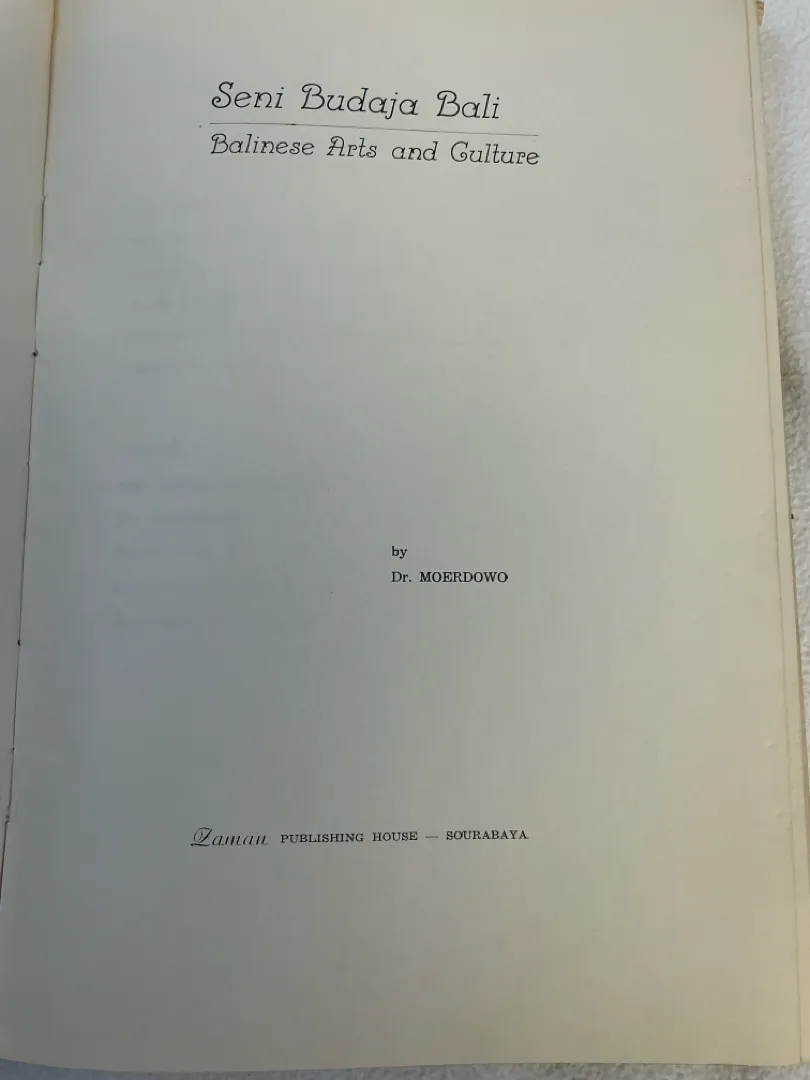 Seni Budaja Bali
Balinese Arts and Culture
by
Dr. MOERDOWO
Zaman PUBLISHING HOUSE — SOURABAYA